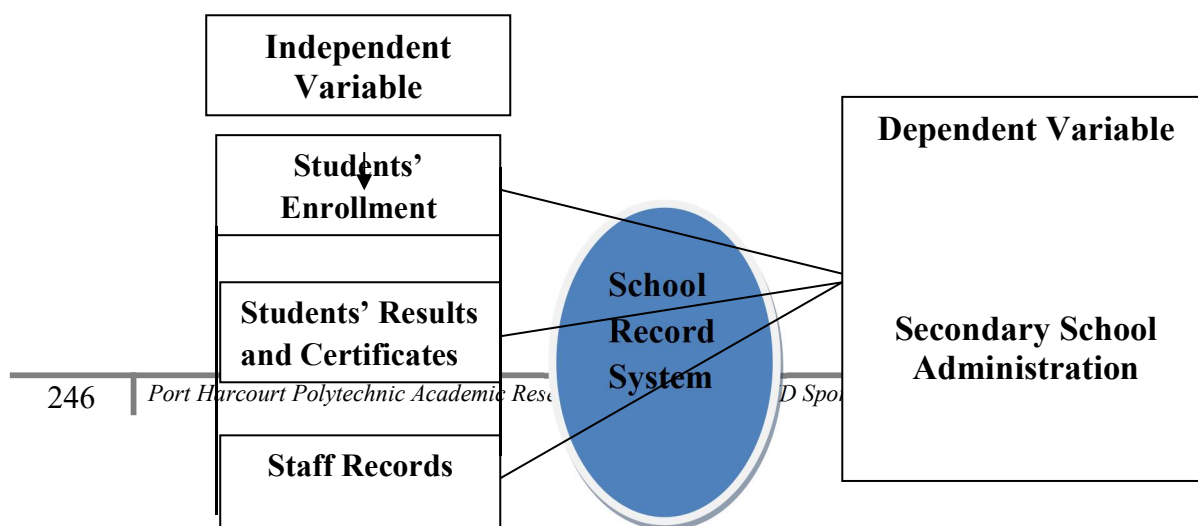 Independent
Variable
Students'
Enrollment
Students' Results
and Certificates
Staff Records
School
Record
System
Dependent Variable
Secondary School
Administration
246
Port Harcourt Polytechnic Academic